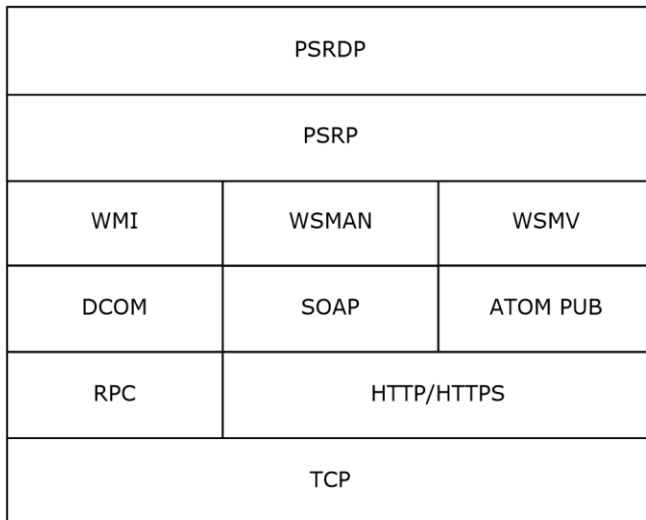 PSRDP
PSRP
WMI WSMAN WSMV
DCOM SOAP ATOM PUB
RPC HTTP/HTTPS
TCP